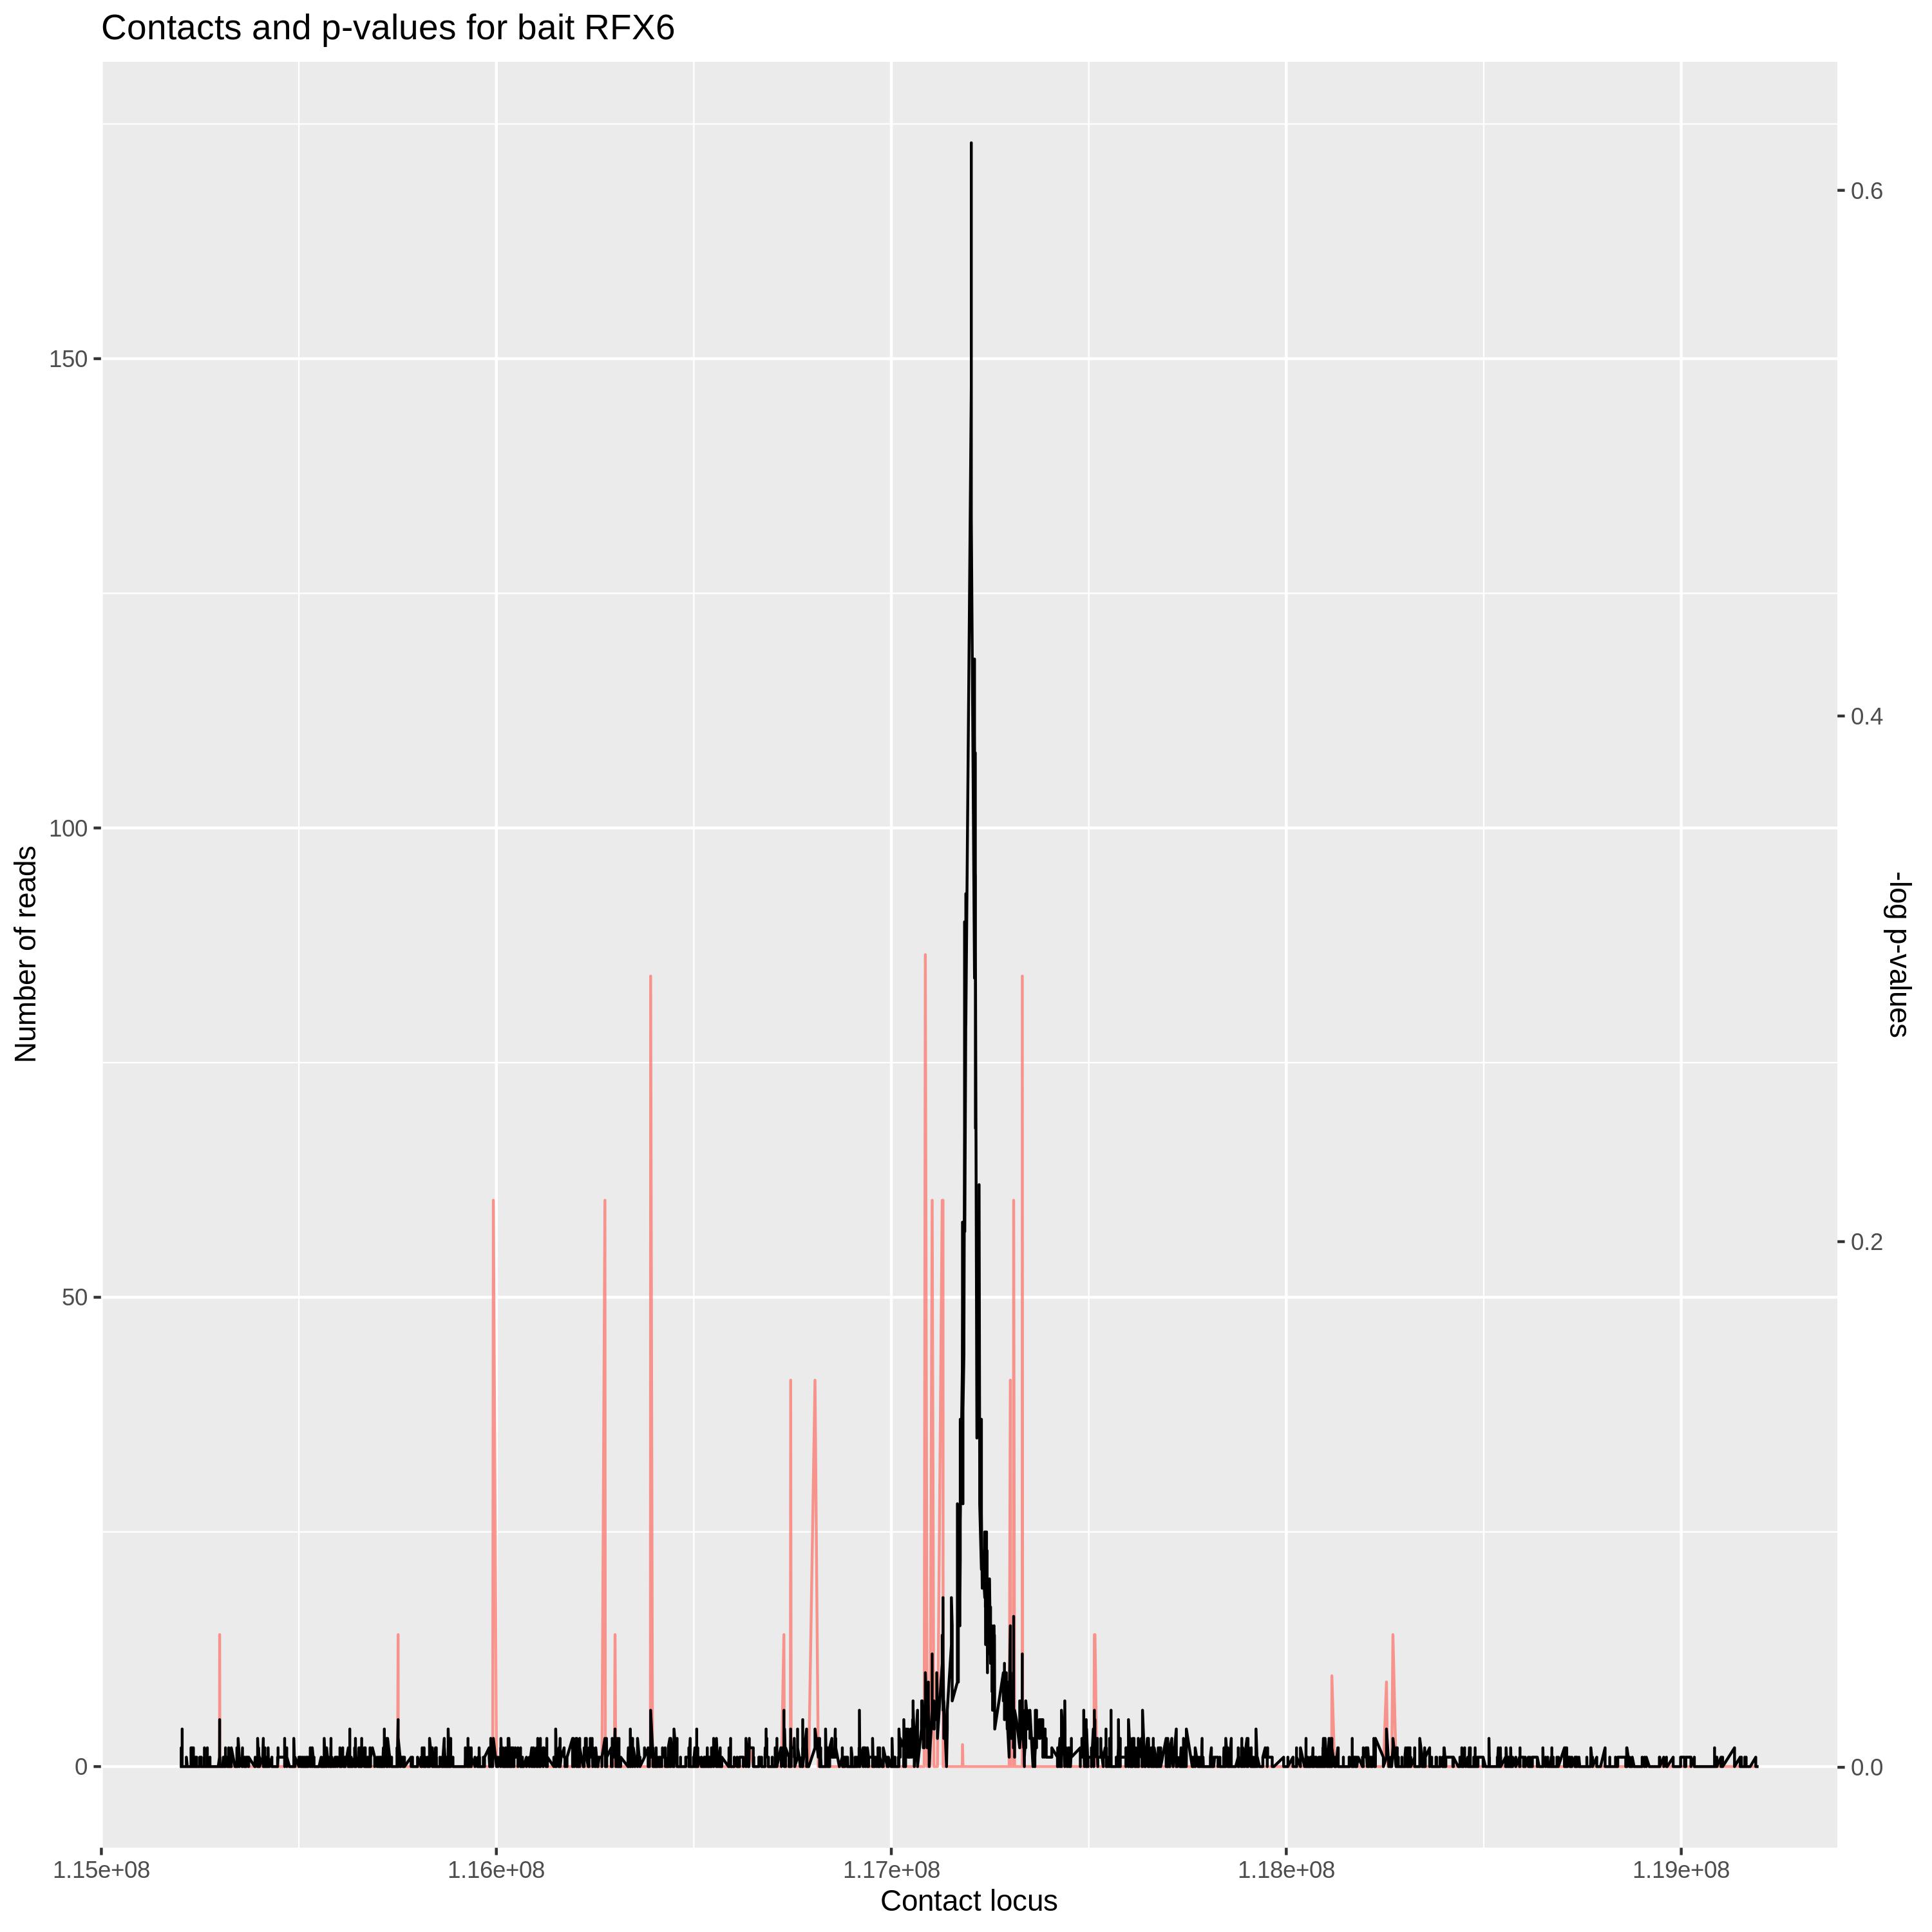 Contacts and p-values for bait RFX6
150
100
50
0
Number of reads
0.6
0.4
0.2
0.0
-log p-values
1.15e+08
1.16e+08
1.17e+08
1.18e+08
1.19e+08
Contact locus